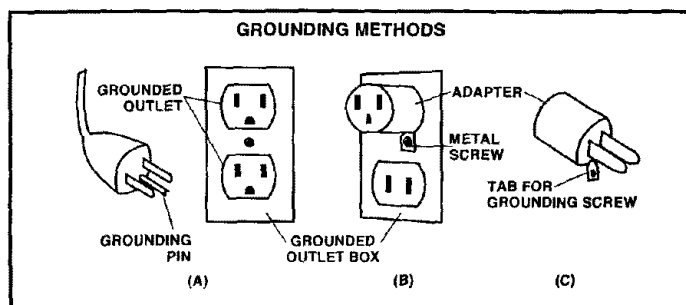 GROUNDING METHODS
GROUNDED
OUTLET
ADAPTER
METAL
SCREW
TAB FOR
GROUNDING SCREW
GROUNDING
PIN
GROUNDED
OUTLET BOX
(A)
(B)
(C)